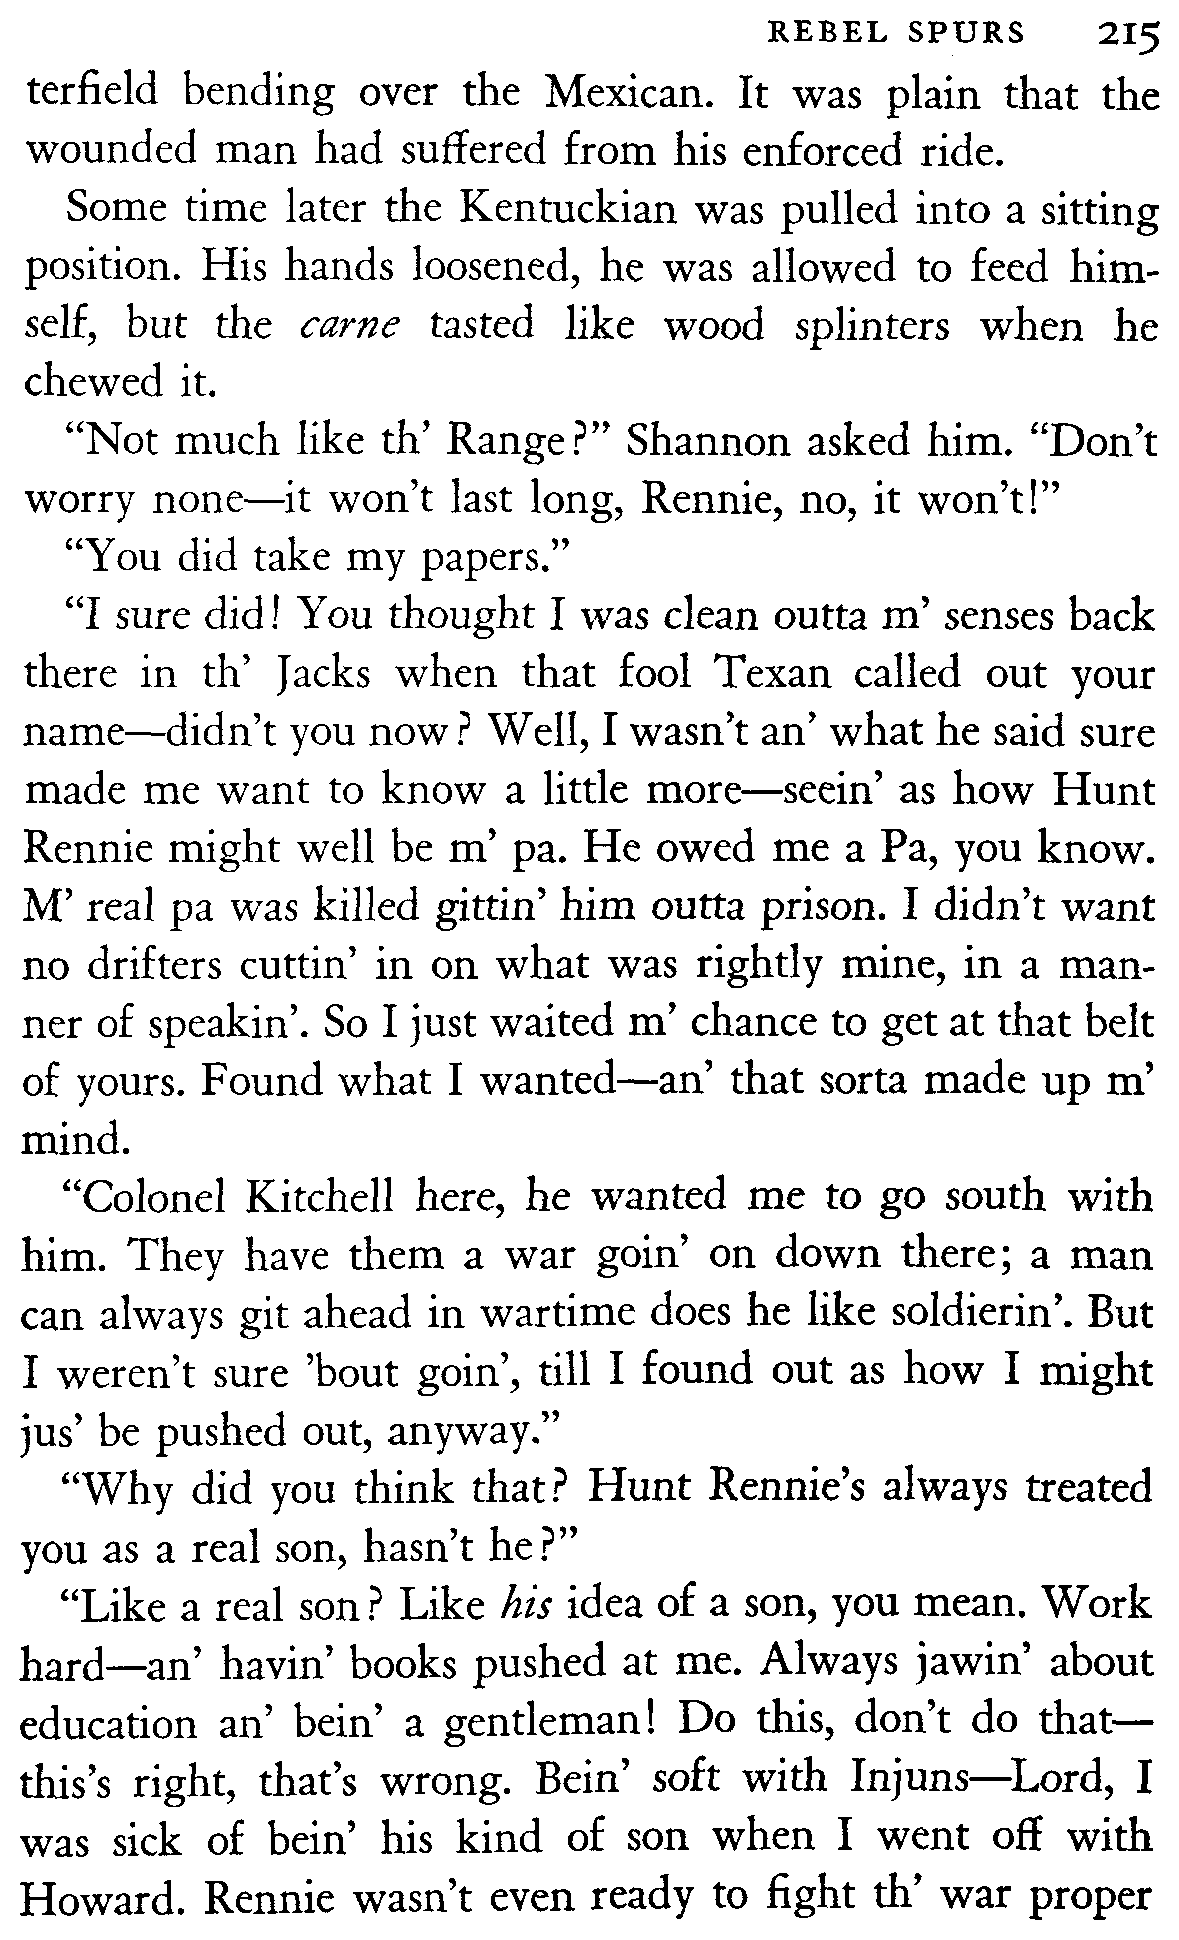 REBEL SPURS 215
terfield bending over the Mexican. It was plain that the
wounded man had suffered from his enforced ride.
Some time later the Kentuckian was pulled into a sitting
position. His hands loosened, he was allowed to feed him-
self, but the carne tasted like wood splinters when he
chewed it.
“Not much like th’ Range?” Shannon asked him. “Don’t
worry none—it won’t last long, Rennie, no, it won’t!”
“You did take my papers.”
“I sure did! You thought I was clean outta m’ senses back
there in th’ Jacks when that fool Texan called out your
name—didn’t you now? Well, I wasn’t an’ what he said sure
made me want to know a little more—seein’ as how Hunt
Rennie might well be m’ pa. He owed me a Pa, you know.
M’ real pa was killed gittin’ him outta prison. I didn’t want
no drifters cuttin’ in on what was rightly mine, in a man-
ner of speakin’. So I just waited m’ chance to get at that belt
of yours. Found what I wanted—an’ that sorta made up m’
mind.
“Colonel Kitchell here, he wanted me to go south with
him. They have them a war goin’ on down there; a man
can always git ahead in wartime does he like soldierin’. But
I weren’t sure ’bout goin’, till I found out as how I might
jus’ be pushed out, anyway.”
“Why did you think that? Hunt Rennie’s always treated
you as a real son, hasn’t he?”
“Like a real son? Like his idea of a son, you mean. Work
hard—an’ havin’ books pushed at me. Always jawin’ about
education an’ bein’ a gentleman! Do this, don’t do that—
this’s right, that’s wrong. Bein’ soft with Injuns—Lord, I
was sick of bein’ his kind of son when I went off with
Howard. Rennie wasn’t even ready to fight th’ war proper